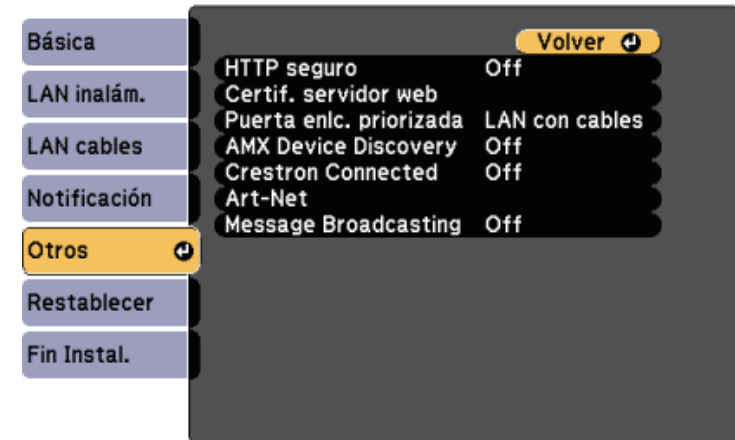 Básica
LAN inalám.
LAN cables
Notificación
Otros
Restablecer
Fin Instal.
Volver
HTTP seguro Off
Certif. servidor web
Puerta enlc. priorizada LAN con cables
AMX Device Discovery Off
Crestron Connected Off
Art-Net
Message Broadcasting Off